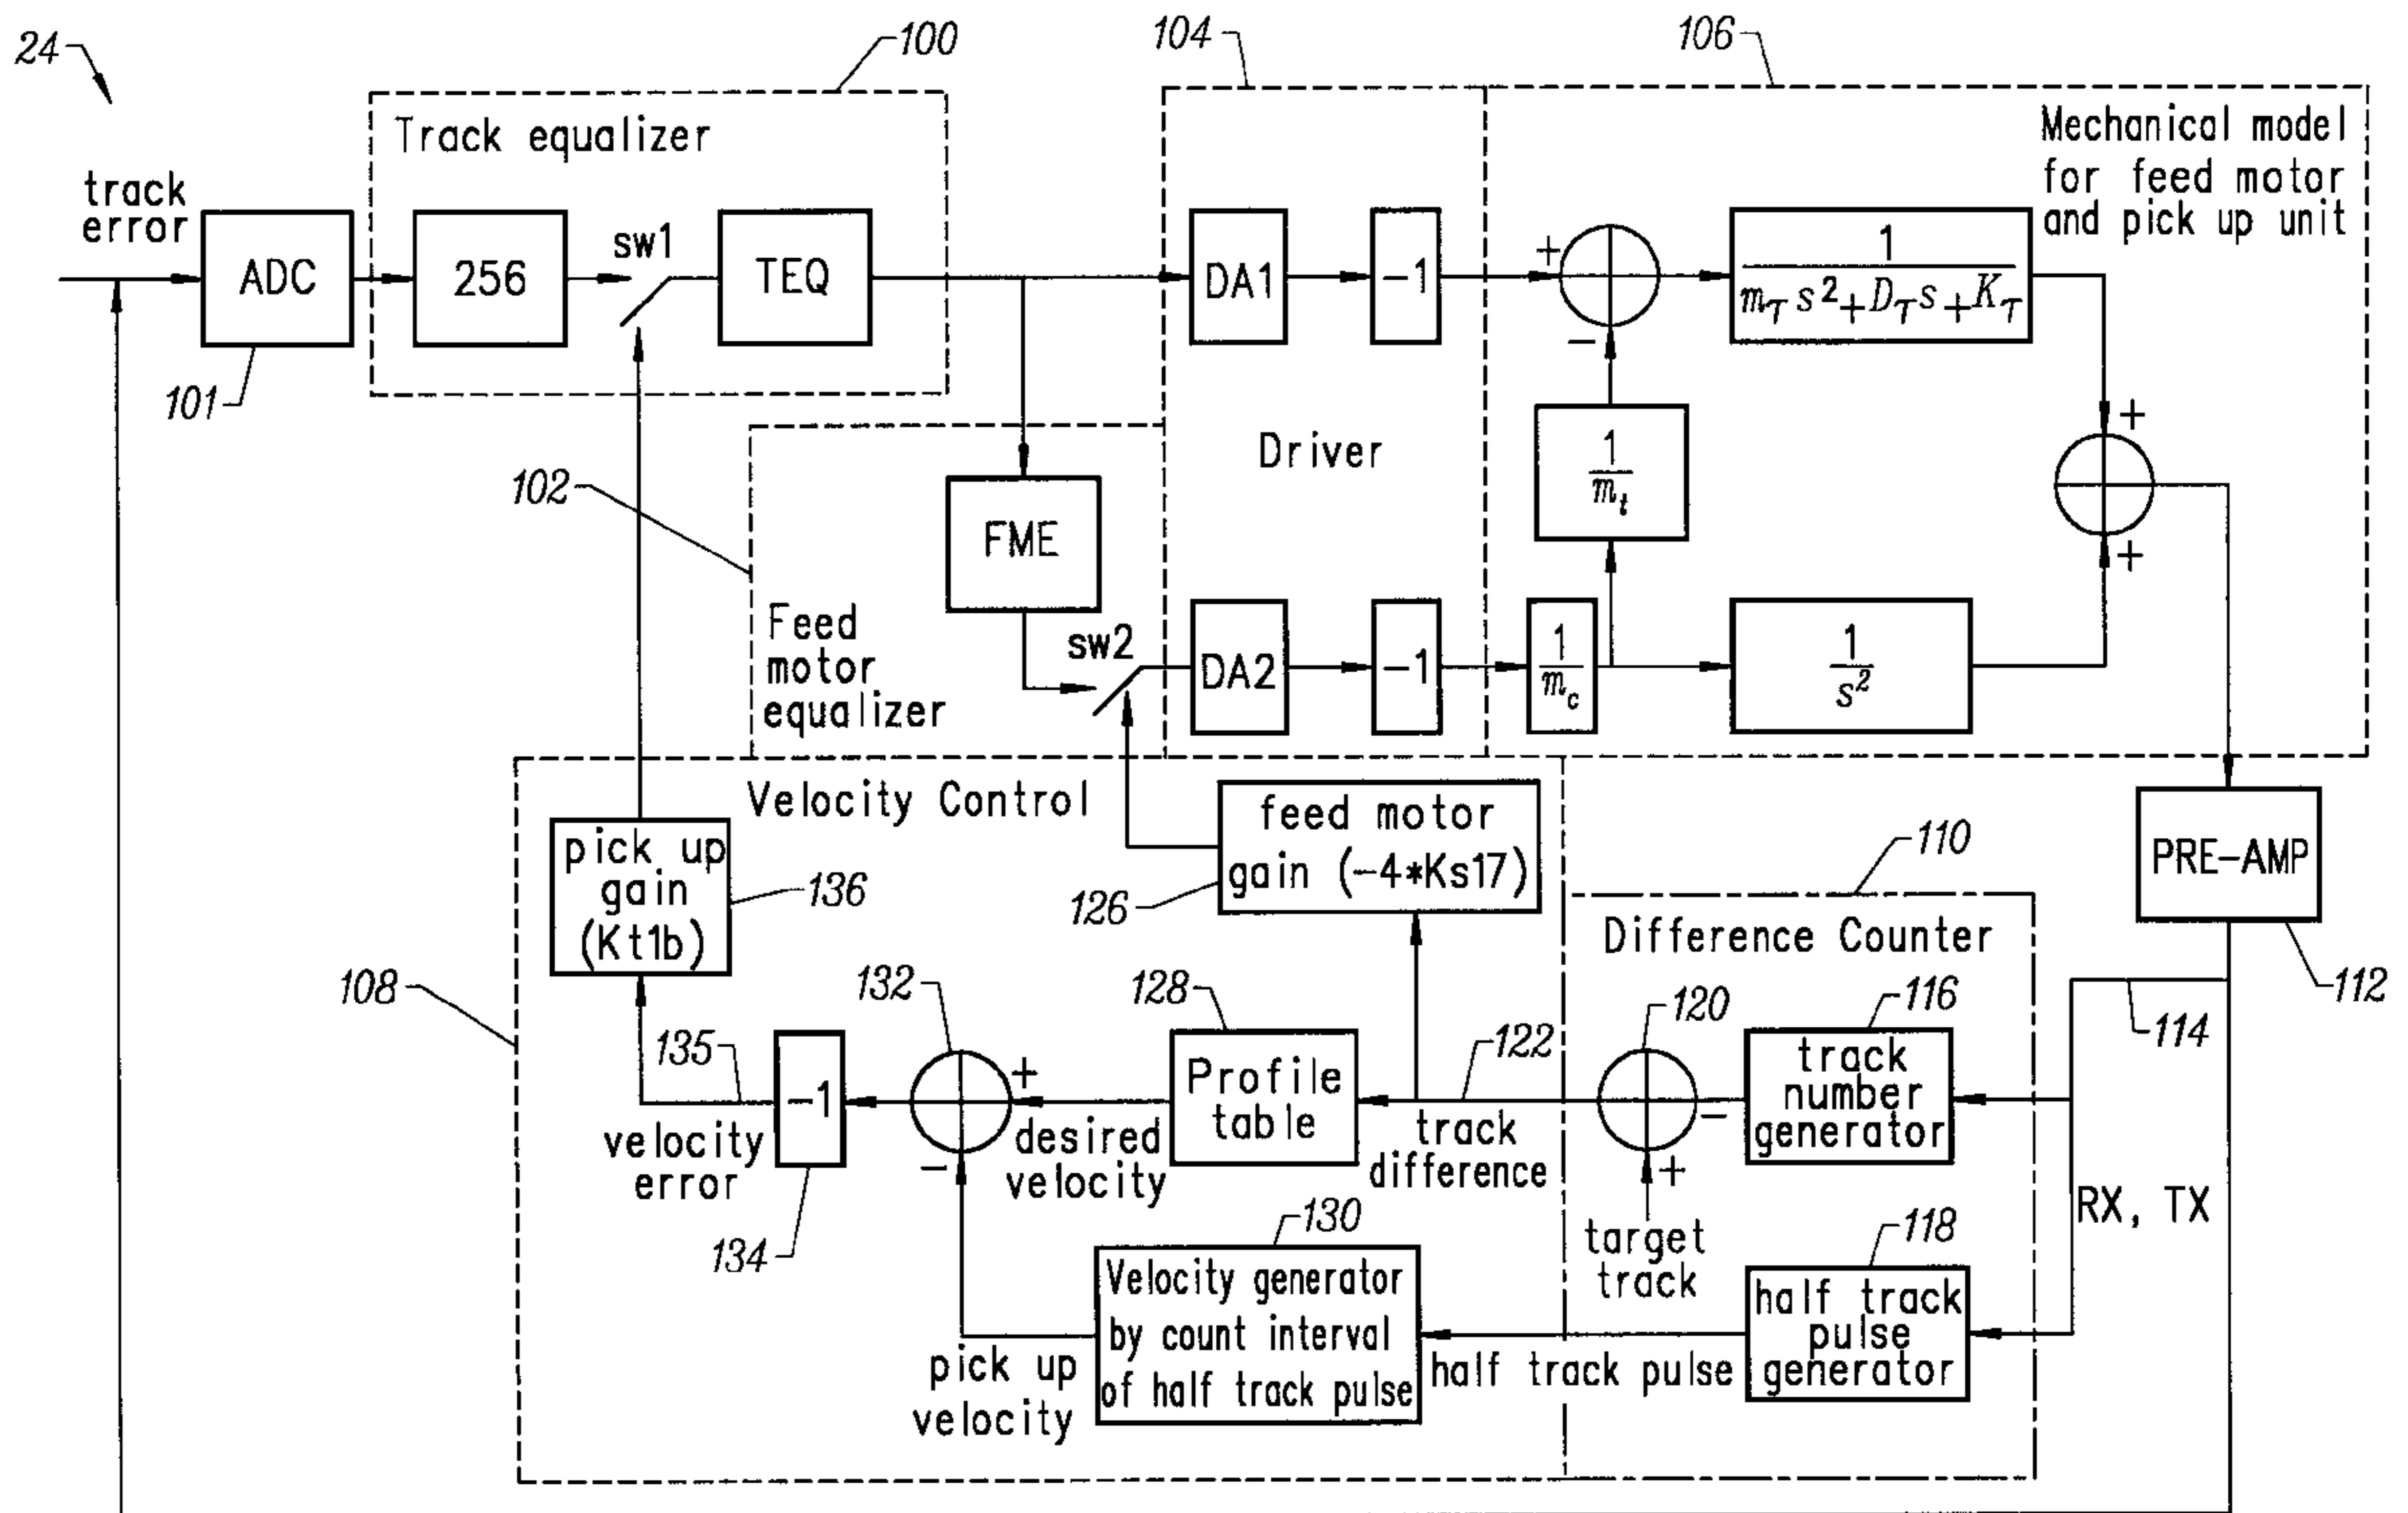 24
100
104
106
Track equalizer
Mechanical model
for feed motor
and pick up unit
track
error
ADC
256
sw1
TEQ
DA1
-1
+
-
1
m_T s^2 + D_T s + K_T
101
+
+
Driver
1
m_t
102
FME
Feed
motor
equalizer
sw2
DA2
-1
1
m_c
1
s^2
Velocity Control
feed motor
gain (-4*Ks17)
126
110
PRE-AMP
112
pick up
gain
(Kt1b)
136
108
Difference Counter
132
128
122
120
116
114
135
velocity
error
-1
134
+
-
desired
velocity
Profile
table
track
difference
-
+
target
track
track
number
generator
RX, TX
130
118
Velocity generator
by count interval
of half track pulse
pick up
velocity
half track pulse
half track
pulse
generator